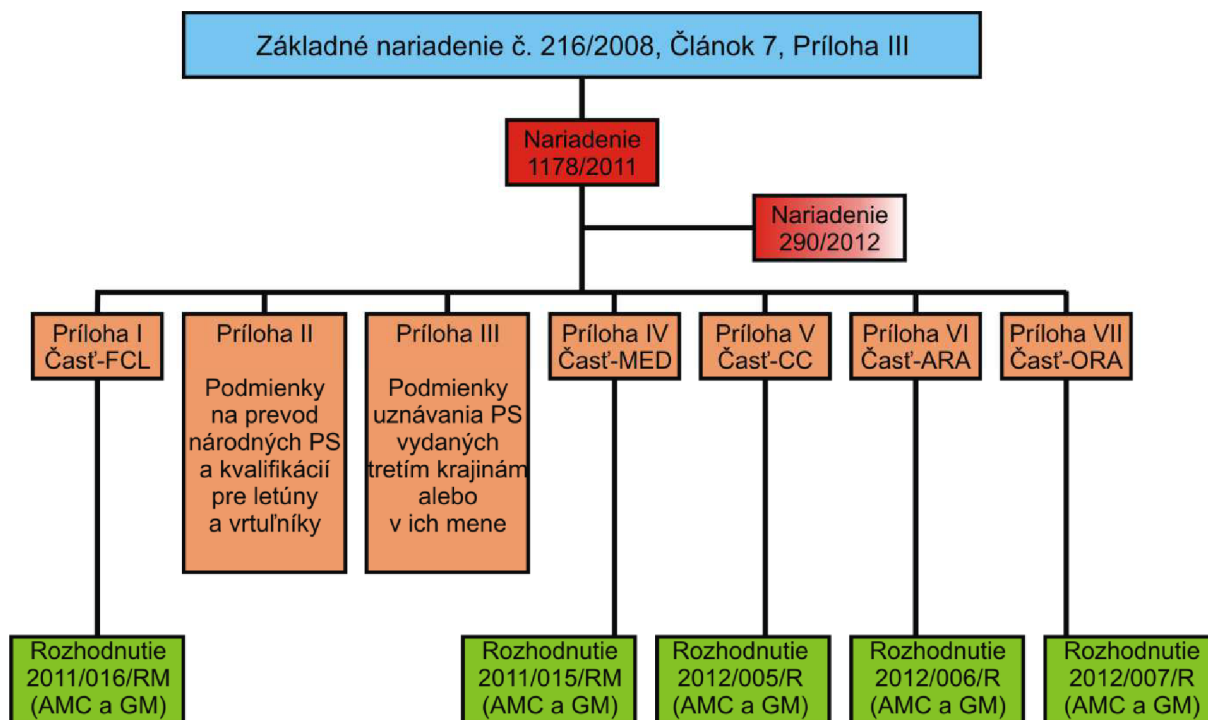 Základné nariadenie č. 216/2008, Článok 7, Príloha III
Nariadenie
1178/2011
Nariadenie
290/2012
Príloha I
Časť-FCL
Príloha II
Podmienky
na prevod
národných PS
a kvalifikácií
pre letúny
a vrtuľníky
Príloha III
Podmienky
uznávania PS
vydaných
tretím krajinám
alebo
v ich mene
Príloha IV
Časť-MED
Príloha V
Časť-CC
Príloha VI
Časť-ARA
Príloha VII
Časť-ORA
Rozhodnutie
2011/016/RM
(AMC a GM)
Rozhodnutie
2011/015/RM
(AMC a GM)
Rozhodnutie
2012/005/R
(AMC a GM)
Rozhodnutie
2012/006/R
(AMC a GM)
Rozhodnutie
2012/007/R
(AMC a GM)